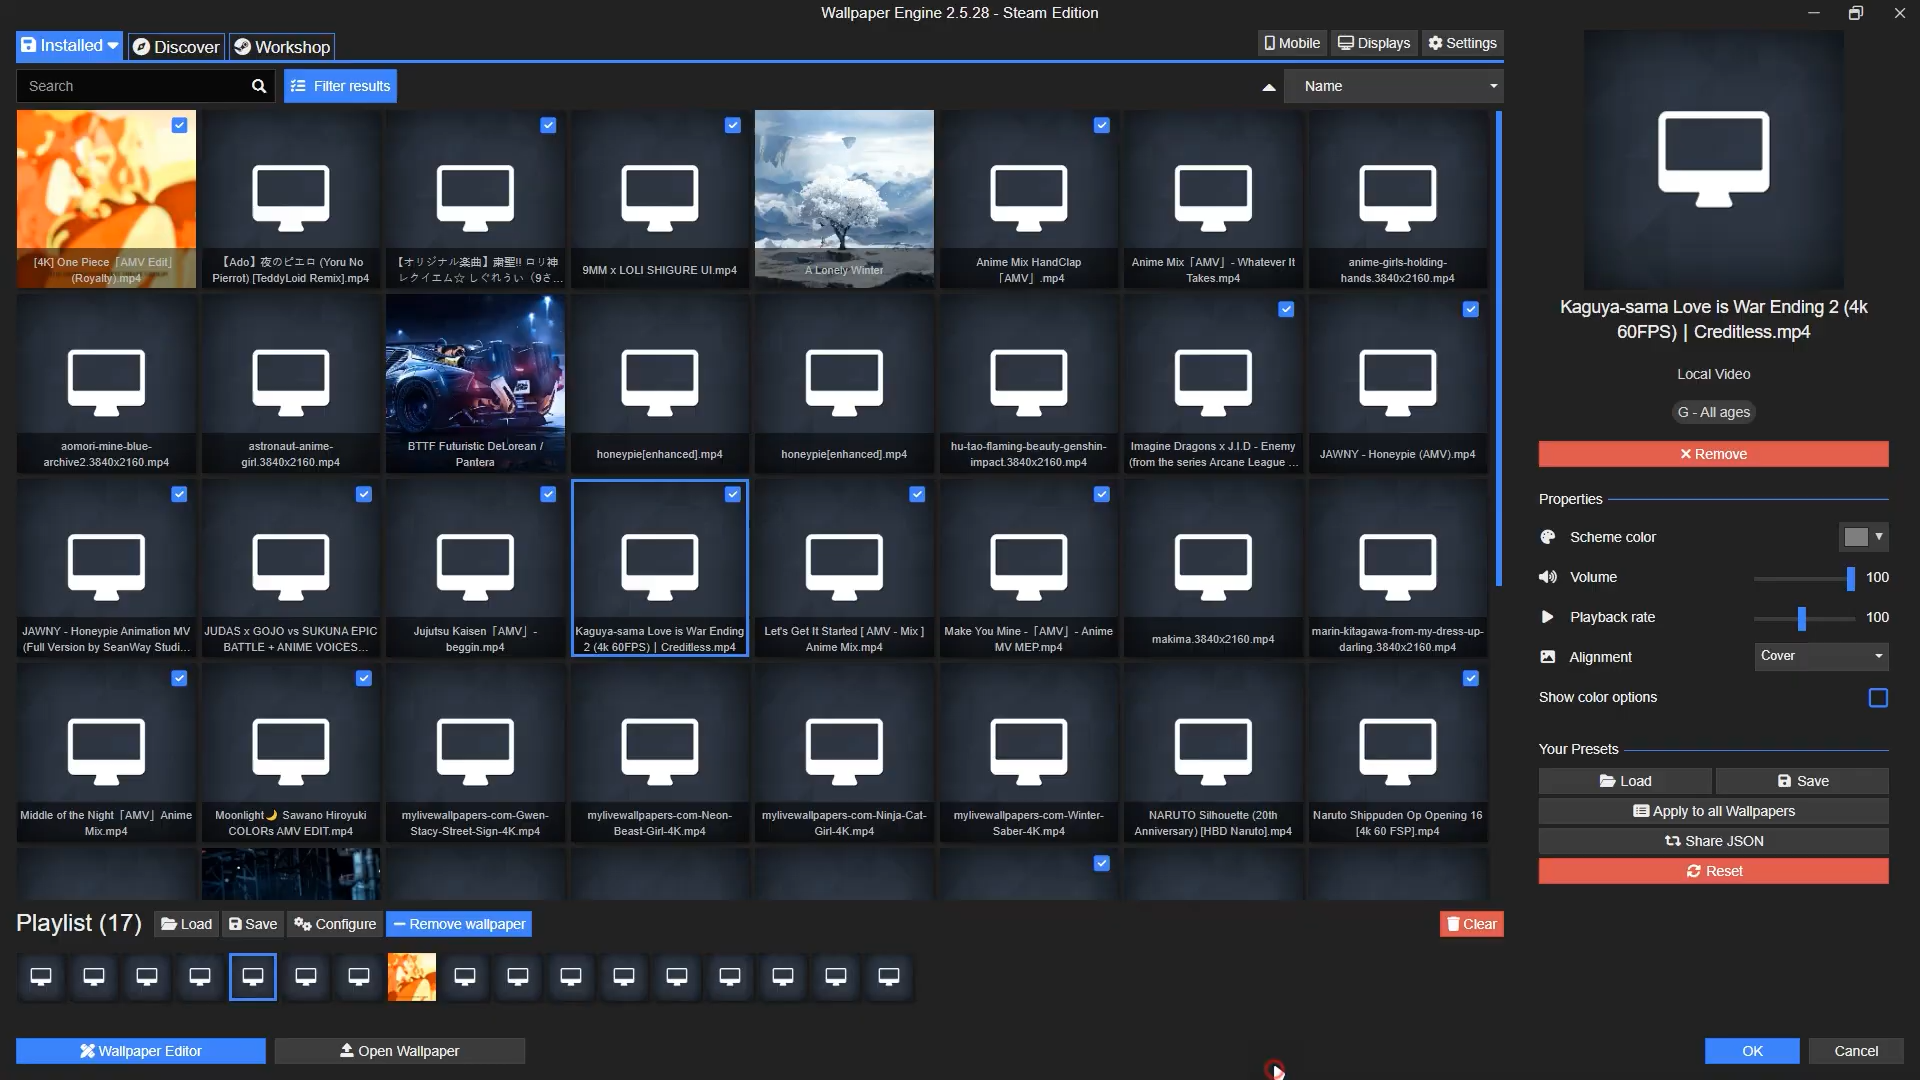 Wallpaper Engine 2.5.28 - Steam Edition
Installed
Discover
Workshop
Mobile
Displays
Settings
Search
Filter results
Name
[4K] One Piece「AMV Edit」
(Royalty).mp4
【Ado】夜のピエロ (Yoru No
Pierrot) [TeddyLoid Remix].mp4
【オリジナル楽曲】粛聖!! ロリ神
レクイエム☆ しぐれうい（9さ...
9MM x LOLI SHIGURE UI.mp4
A Lonely Winter
Anime Mix HandClap
「AMV」.mp4
Anime Mix「AMV」- Whatever It
Takes.mp4
anime-girls-holding-
hands.3840x2160.mp4
aomori-mine-blue-
archive2.3840x2160.mp4
astronaut-anime-
girl.3840x2160.mp4
BTTF Futuristic DeLorean /
Pantera
honeypie[enhanced].mp4
honeypie[enhanced].mp4
hu-tao-flaming-beauty-genshin-
impact.3840x2160.mp4
Imagine Dragons x J.I.D - Enemy
(from the series Arcane League ...
JAWNY - Honeypie (AMV).mp4
JAWNY - Honeypie Animation MV
(Full Version by SeanWay Studi...
JUDAS x GOJO vs SUKUNA EPIC
BATTLE + ANIME VOICES...
Jujutsu Kaisen「AMV」-
beggin.mp4
Kaguya-sama Love is War Ending
2 (4k 60FPS) | Creditless.mp4
Let's Get It Started [ AMV - Mix ]
Anime Mix.mp4
Make You Mine -「AMV」- Anime
MV MEP.mp4
makima.3840x2160.mp4
marin-kitagawa-from-my-dress-up-
darling.3840x2160.mp4
Middle of the Night「AMV」Anime
Mix.mp4
Moonlight🌙 Sawano Hiroyuki
COLORs AMV EDIT.mp4
mylivewallpapers-com-Gwen-
Stacy-Street-Sign-4K.mp4
mylivewallpapers-com-Neon-
Beast-Girl-4K.mp4
mylivewallpapers-com-Ninja-Cat-
Girl-4K.mp4
mylivewallpapers-com-Winter-
Saber-4K.mp4
NARUTO Silhouette (20th
Anniversary) [HBD Naruto].mp4
Naruto Shippuden Op Opening 16
[4k 60 FSP].mp4
Playlist (17)
Load
Save
Configure
Remove wallpaper
Clear
Wallpaper Editor
Open Wallpaper
Kaguya-sama Love is War Ending 2 (4k
60FPS) | Creditless.mp4
Local Video
G - All ages
Remove
Properties
Scheme color
Volume
100
Playback rate
100
Alignment
Cover
Show color options
Your Presets
Load
Save
Apply to all Wallpapers
Share JSON
Reset
OK
Cancel